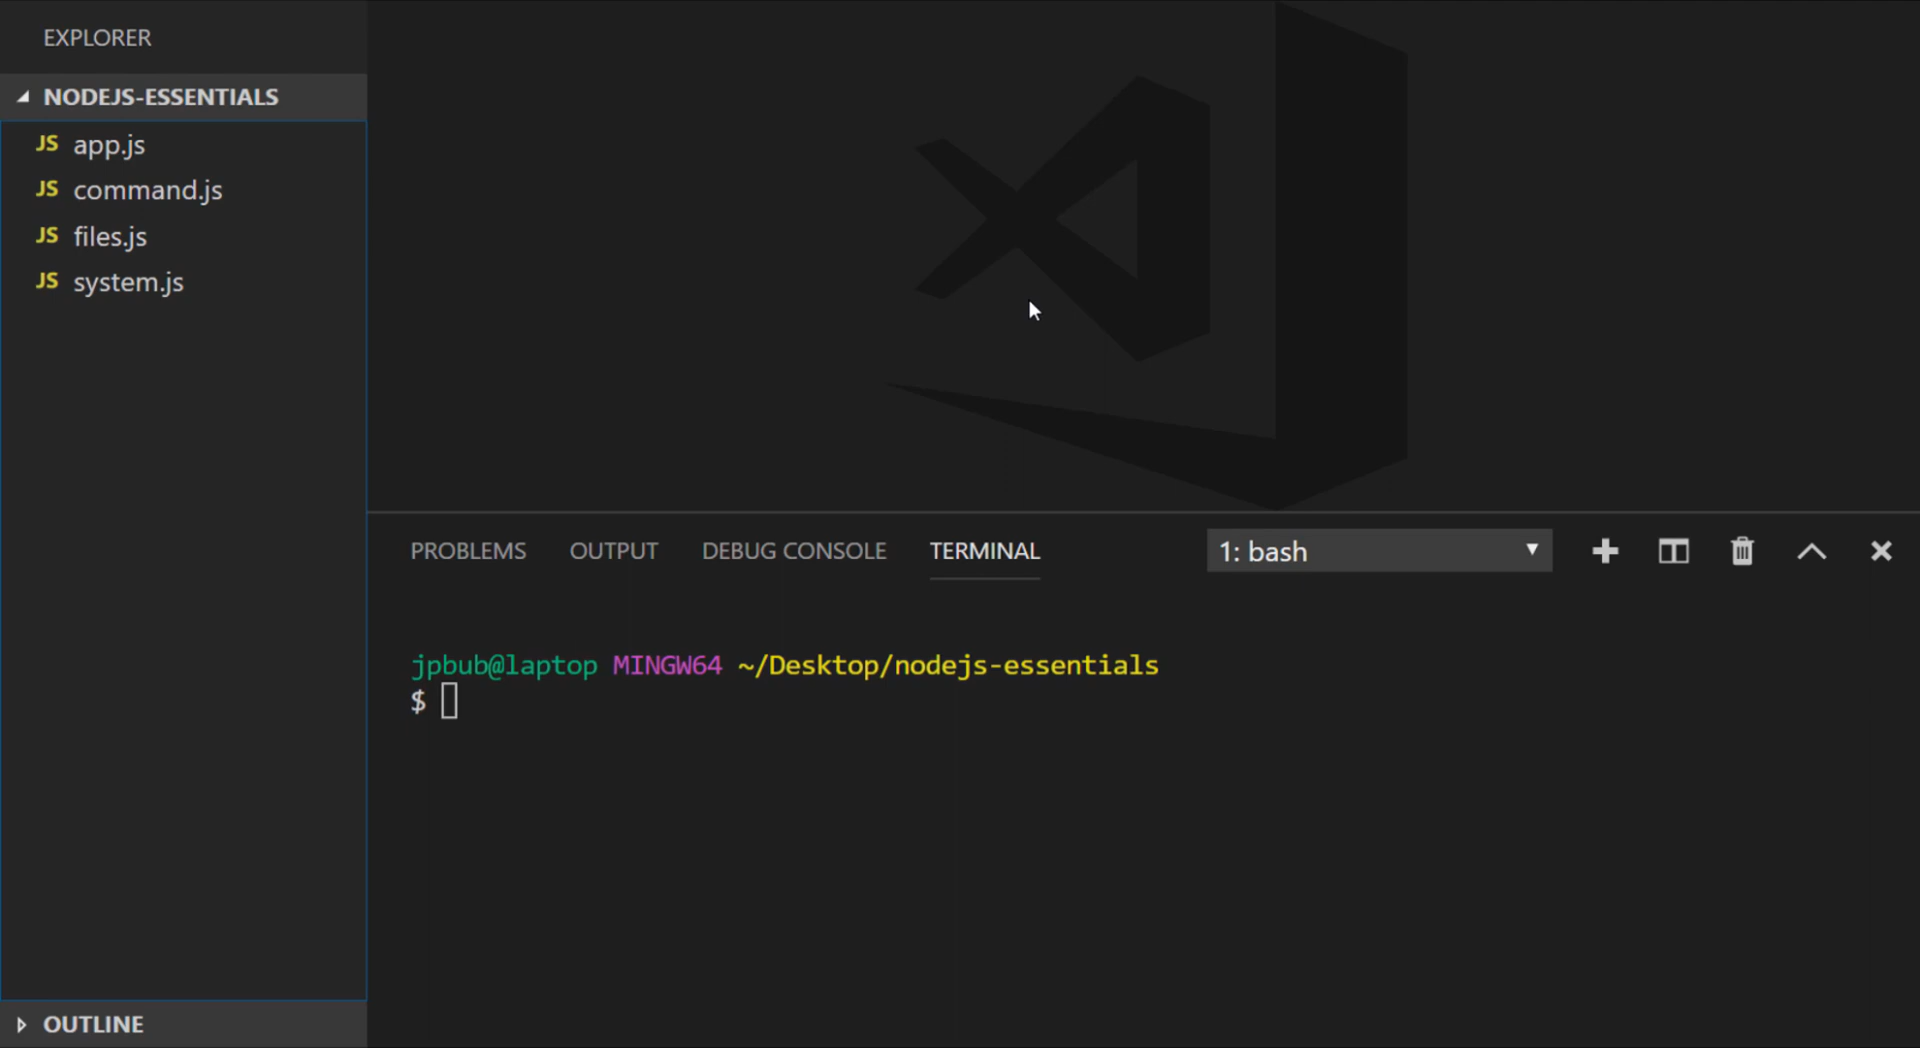 EXPLORER
NODEJS-ESSENTIALS
JS app.js
JS command.js
JS files.js
JS system.js
OUTLINE
PROBLEMS OUTPUT DEBUG CONSOLE TERMINAL 1: bash
jpbub@laptop MINGW64 ~/Desktop/nodejs-essentials
$